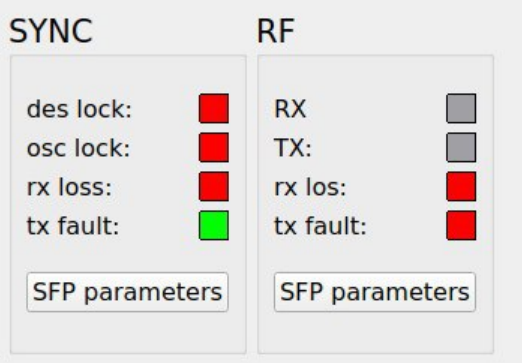 SYNC
des lock:
osc lock:
rx loss:
tx fault:
SFP parameters
RF
RX
TX:
rx los:
tx fault:
SFP parameters